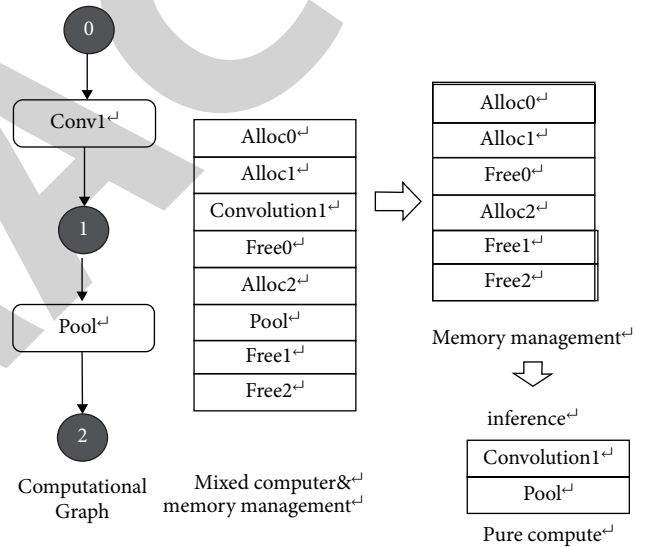 0
Conv1↵
1
Pool↵
2
Computational
Graph
Alloc0↵
Alloc1↵
Convolution1↵
Free0↵
Alloc2↵
Pool↵
Free1↵
Free2↵
Mixed computer&↵
memory management↵
Alloc0↵
Alloc1↵
Free0↵
Alloc2↵
Free1↵
Free2↵
Memory management↵
inference↵
Convolution1↵
Pool↵
Pure compute↵